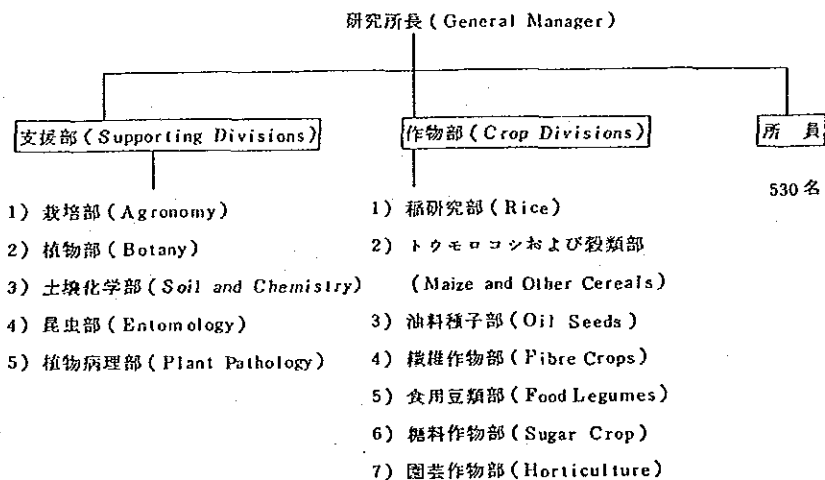 研究所長 (General Manager)
支援部 (Supporting Divisions)
作物部 (Crop Divisions)
所 員
530名
1) 栽培部 (Agronomy)
2) 植物部 (Botany)
3) 土壌化学部 (Soil and Chemistry)
4) 昆虫部 (Entomology)
5) 植物病理部 (Plant Pathology)
1) 稲研究部 (Rice)
2) トウモロコシおよび穀類部
(Maize and Other Cereals)
3) 油料種子部 (Oil Seeds)
4) 繊維作物部 (Fibre Crops)
5) 食用豆類部 (Food Legumes)
6) 糖料作物部 (Sugar Crop)
7) 園芸作物部 (Horticulture)